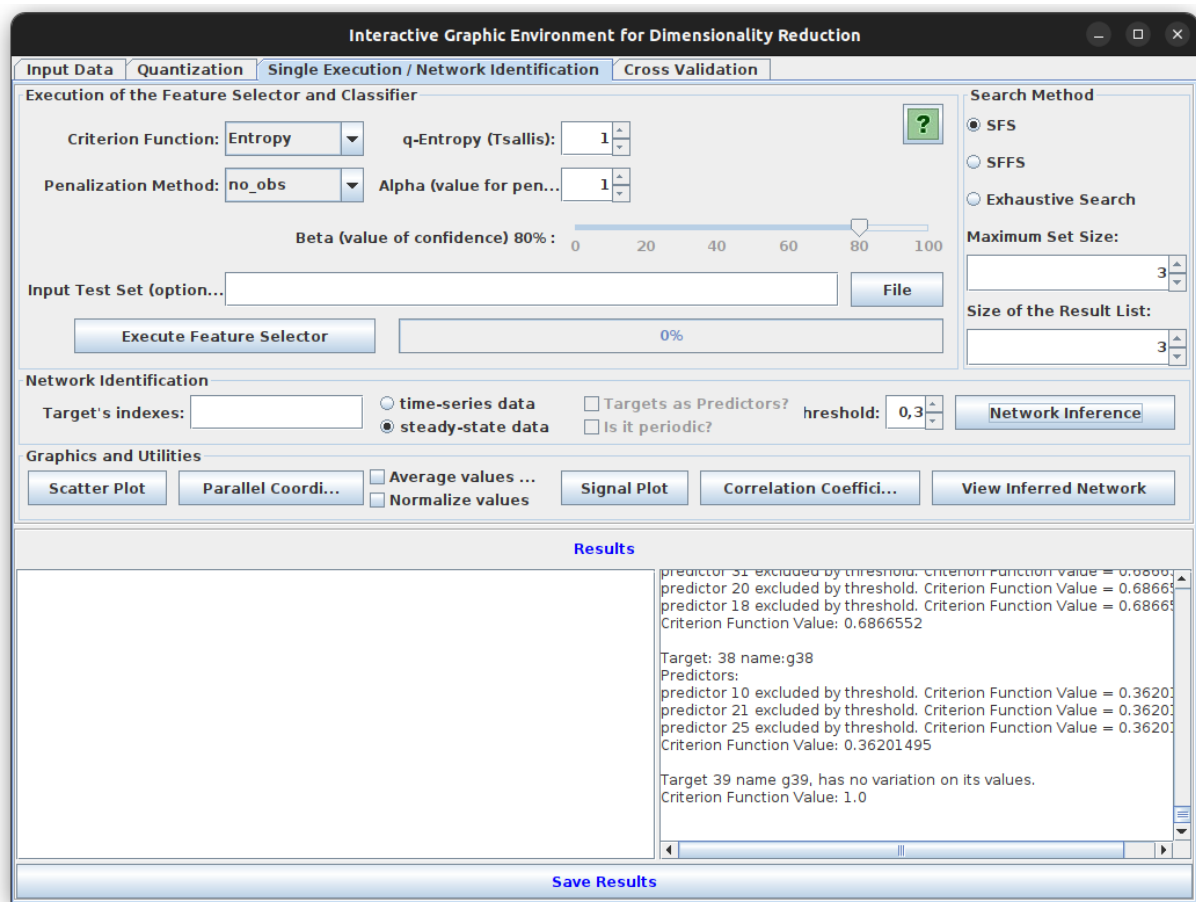 Interactive Graphic Environment for Dimensionality Reduction
Input Data Quantization Single Execution / Network Identification Cross Validation
Execution of the Feature Selector and Classifier
Criterion Function: Entropy q-Entropy (Tsallis): 1 ?
Penalization Method: no_obs Alpha (value for pen... 1
Beta (value of confidence) 80% :
0 20 40 60 80 100
Input Test Set (option... File
Execute Feature Selector 0%
Search Method
SFS
SFFS
Exhaustive Search
Maximum Set Size:
3
Size of the Result List:
3
Network Identification
Target's indexes:
time-series data
steady-state data
Targets as Predictors?
Is it periodic?
hreshold: 0,3 Network Inference
Graphics and Utilities
Scatter Plot Parallel Coordi...
Average values ...
Normalize values
Signal Plot Correlation Coeffici... View Inferred Network
Results
predictor 31 excluded by threshold. Criterion Function Value = 0.6866
predictor 20 excluded by threshold. Criterion Function Value = 0.68665
predictor 18 excluded by threshold. Criterion Function Value = 0.68665
Criterion Function Value: 0.6866552
Target: 38 name:g38
Predictors:
predictor 10 excluded by threshold. Criterion Function Value = 0.3620
predictor 21 excluded by threshold. Criterion Function Value = 0.3620
predictor 25 excluded by threshold. Criterion Function Value = 0.3620
Criterion Function Value: 0.36201495
Target 39 name g39, has no variation on its values.
Criterion Function Value: 1.0
Save Results